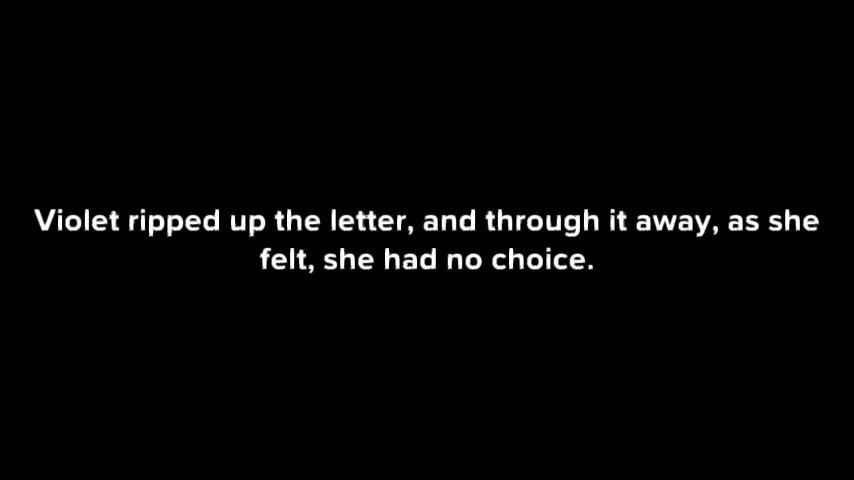 Violet ripped up the letter, and through it away, as she
felt, she had no choice.